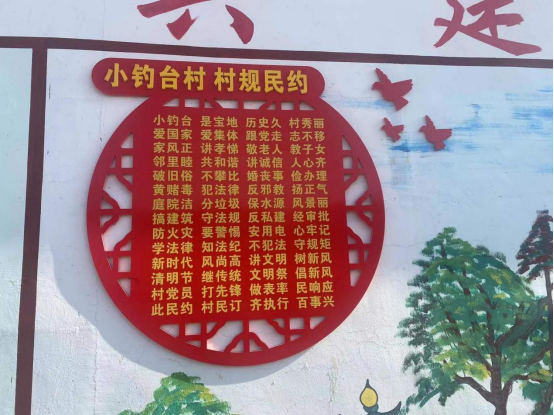 共建
小钓台村 村规民约
小钓台 是宝地 历史久 村秀丽
爱国家 爱集体 跟党走 志不移
家风正 讲孝悌 敬老人 教子女
邻里睦 共和谐 讲诚信 人心齐
破旧俗 不攀比 婚丧事 俭办理
黄赌毒 犯法律 反邪教 扬正气
庭院洁 分垃圾 保水源 风景丽
搞建筑 守法规 反私建 经审批
防火灾 要警惕 安用电 心牢记
学法律 知法纪 不犯法 守规矩
新时代 风尚高 讲文明 树新风
清明节 继传统 文明祭 倡新风
村党员 打先锋 做表率 民响应
此民约 村民订 齐执行 百事兴